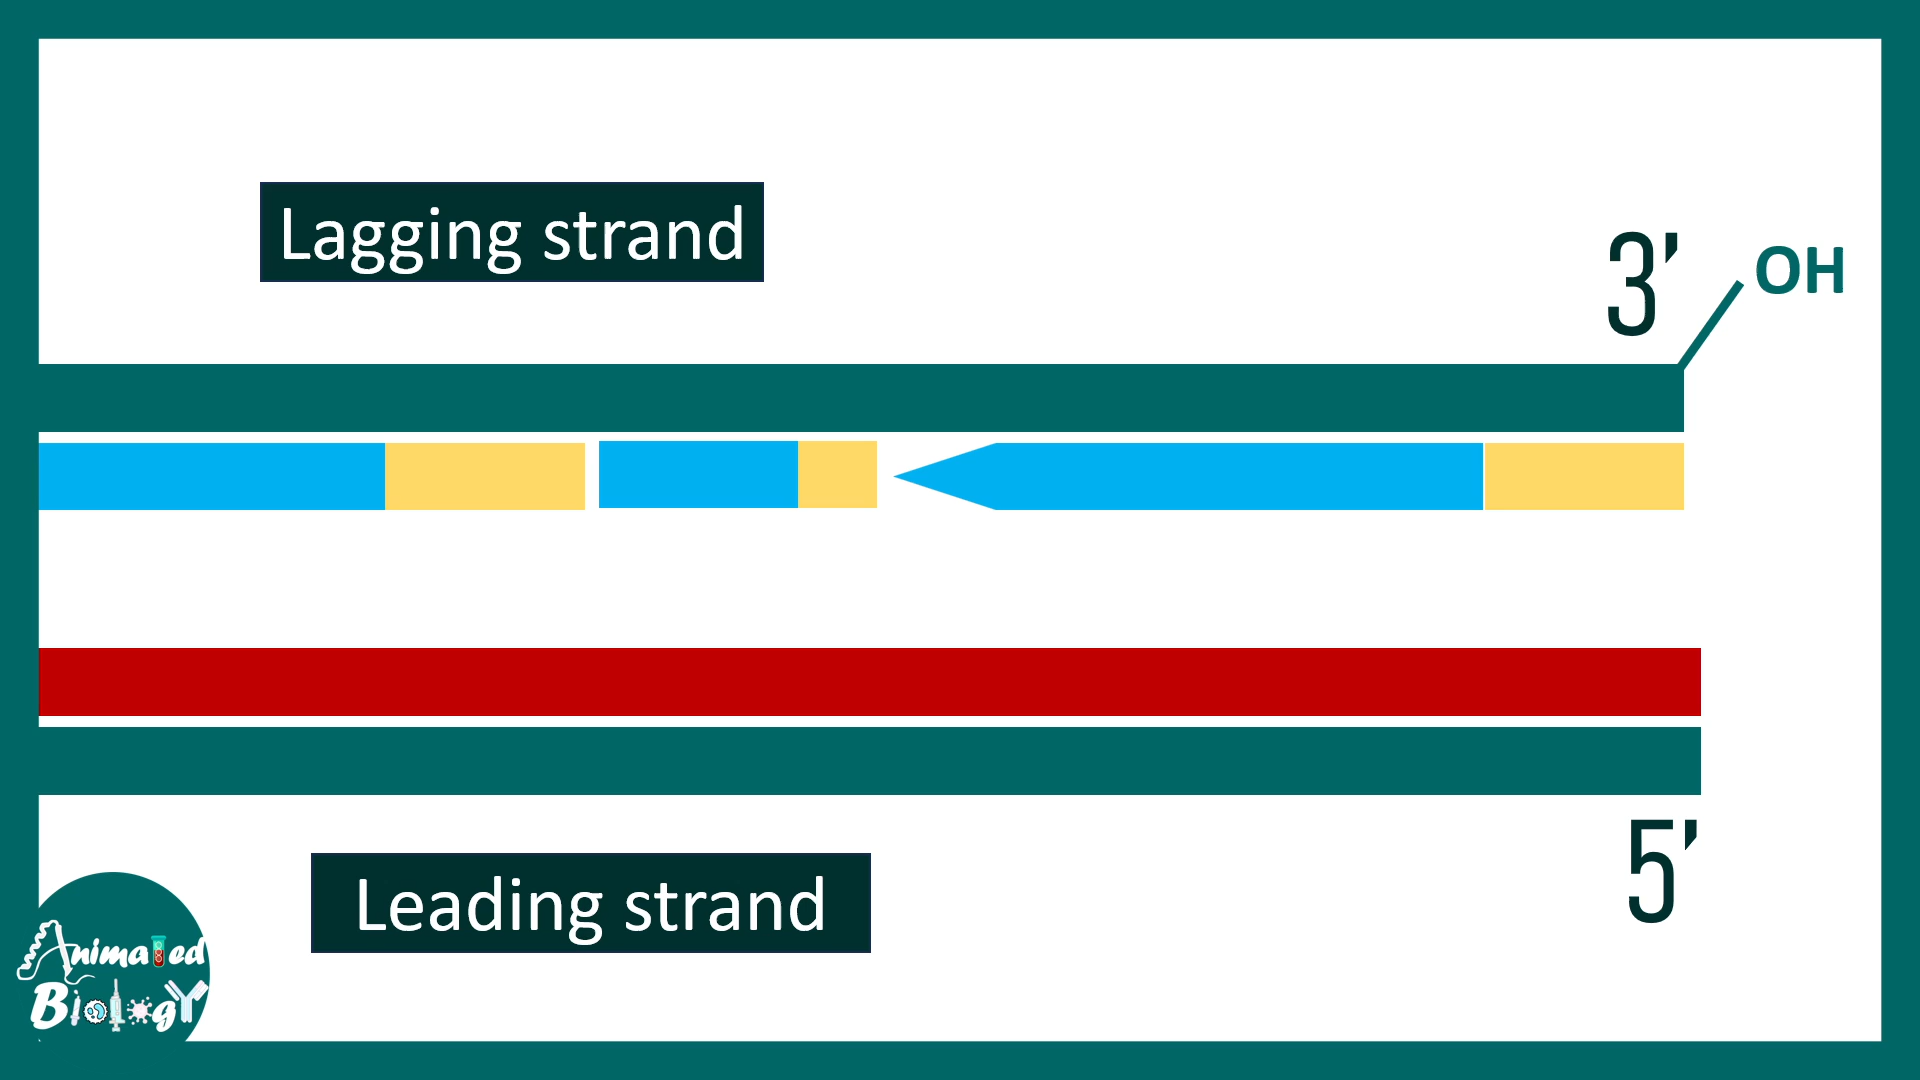 Lagging strand
3’
OH
Leading strand
5’
Animated
Biology